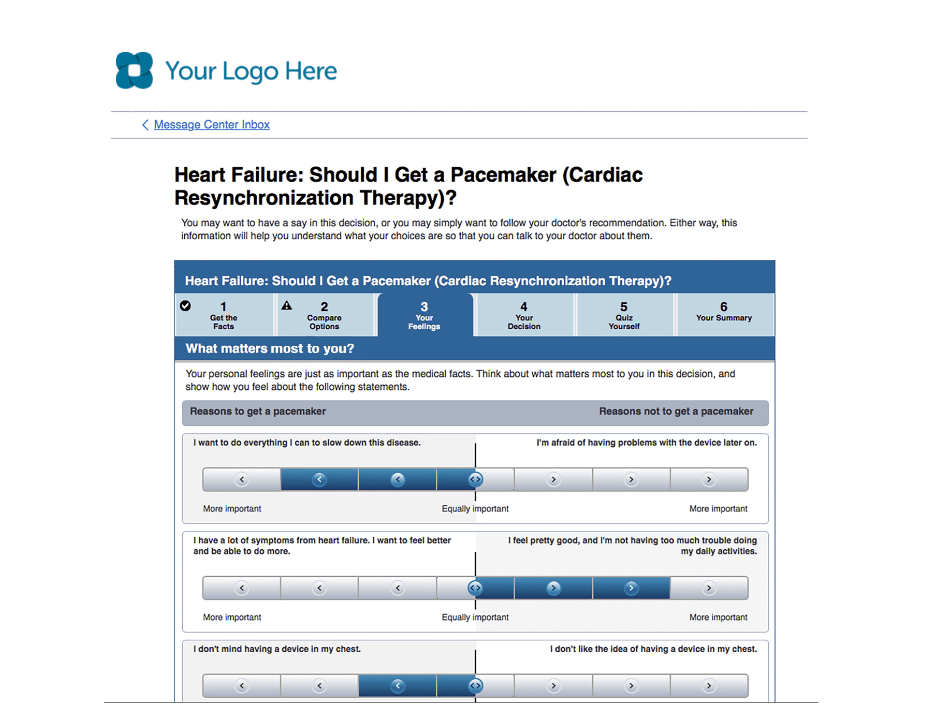 Your Logo Here
Message Center Inbox
Heart Failure: Should I Get a Pacemaker (Cardiac
Resynchronization Therapy)?
You may want to have a say in this decision, or you may simply want to follow your doctor's recommendation. Either way, this
information will help you understand what your choices are so that you can talk to your doctor about them.
Heart Failure: Should I Get a Pacemaker (Cardiac Resynchronization Therapy)?
1
Get the
Facts
2
Compare
Options
3
Your
Feelings
4
Your
Decision
5
Quiz
Yourself
6
Your Summary
What matters most to you?
Your personal feelings are just as important as the medical facts. Think about what matters most to you in this decision, and
show how you feel about the following statements.
Reasons to get a pacemaker
Reasons not to get a pacemaker
I want to do everything I can to slow down this disease.
I'm afraid of having problems with the device later on.
More important
Equally important
More important
I have a lot of symptoms from heart failure. I want to feel better
and be able to do more.
I feel pretty good, and I'm not having too much trouble doing
my daily activities.
More important
Equally important
More important
I don't mind having a device in my chest.
I don't like the idea of having a device in my chest.